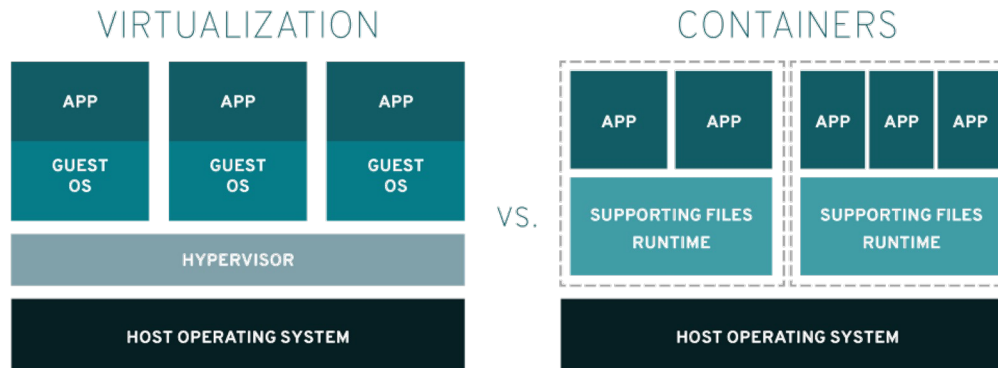 VIRTUALIZATION
APP
APP
APP
GUEST
OS
GUEST
OS
GUEST
OS
HYPERVISOR
HOST OPERATING SYSTEM
VS.
CONTAINERS
APP
APP
APP
APP
APP
SUPPORTING FILES
RUNTIME
SUPPORTING FILES
RUNTIME
HOST OPERATING SYSTEM